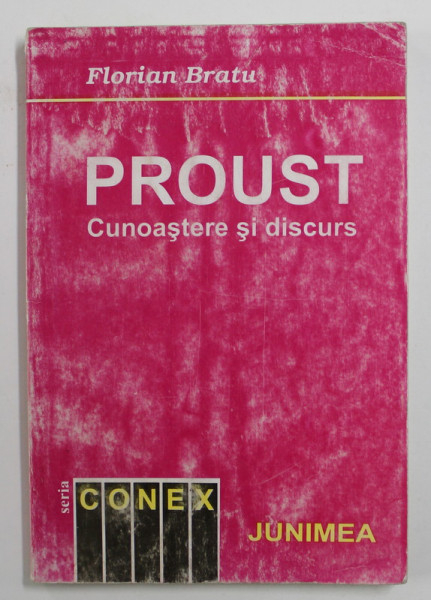 Florian Bratu
PROUST
Cunoaştere şi discurs
seria
CONEX
JUNIMEA